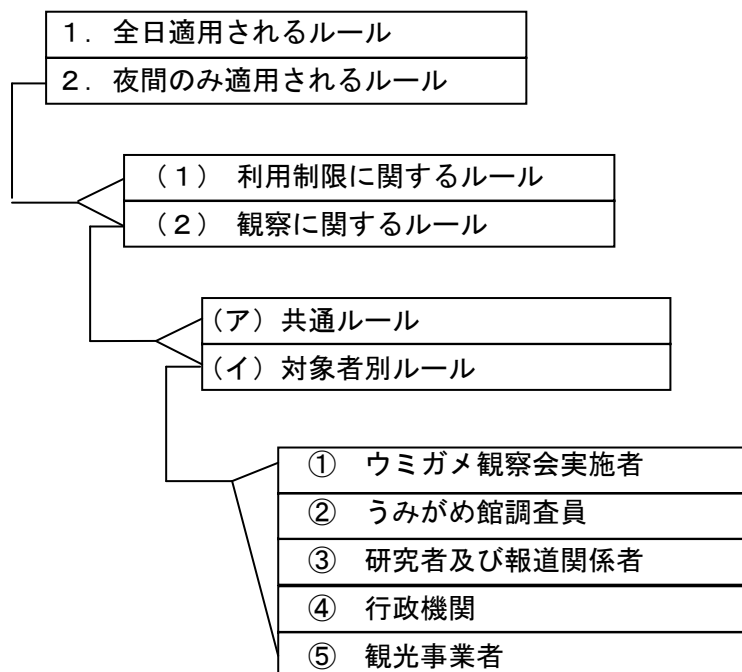 １．全日適用されるルール
２．夜間のみ適用されるルール
（１） 利用制限に関するルール
（２） 観察に関するルール
（ア）共通ルール
（イ）対象者別ルール
① ウミガメ観察会実施者
② うみがめ館調査員
③ 研究者及び報道関係者
④ 行政機関
⑤ 観光事業者